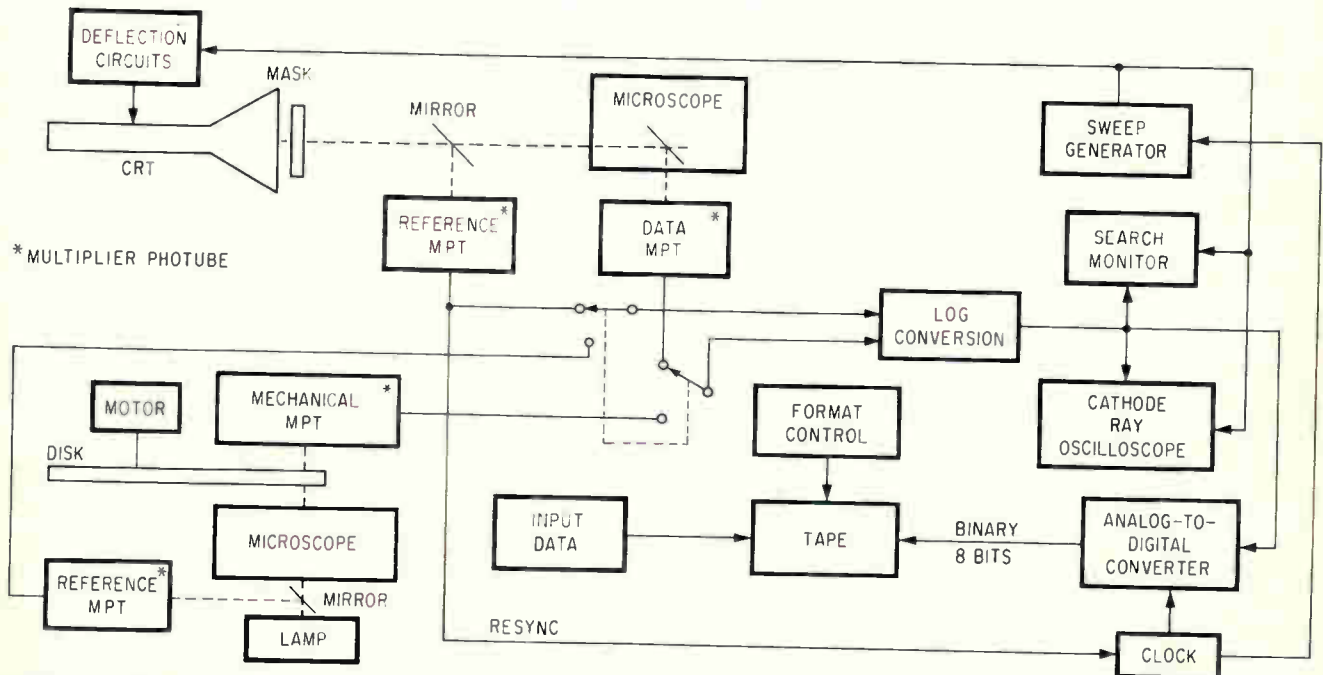 DEFLECTION
CIRCUITS
MASK
CRT
MIRROR
MICROSCOPE
SWEEP
GENERATOR
REFERENCE*
MPT
DATA *
MPT
SEARCH
MONITOR
*MULTIPLIER PHOTUBE
LOG
CONVERSION
MOTOR
MECHANICAL *
MPT
FORMAT
CONTROL
CATHODE
RAY
OSCILLOSCOPE
DISK
MICROSCOPE
INPUT
DATA
TAPE
BINARY
8 BITS
ANALOG-TO-
DIGITAL
CONVERTER
REFERENCE*
MPT
MIRROR
LAMP
RESYNC
CLOCK